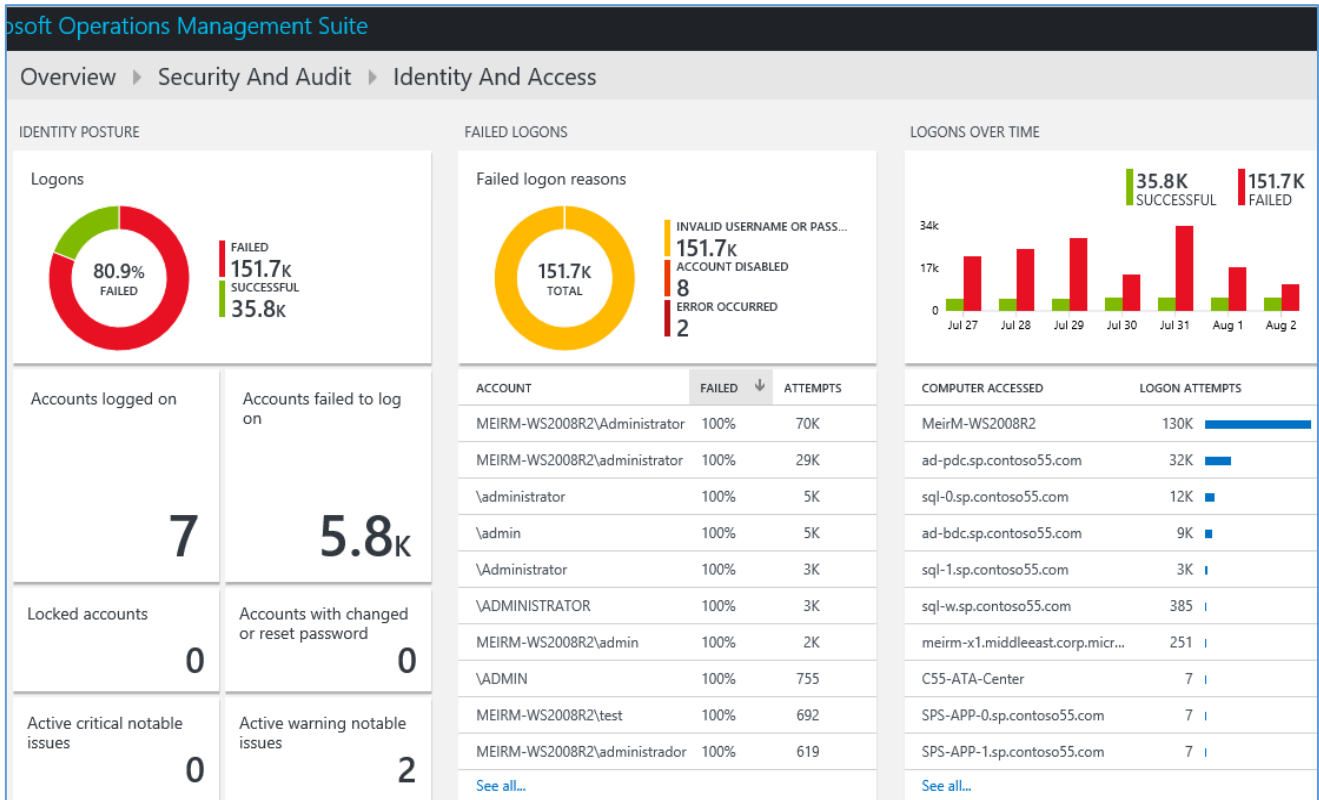 osoft Operations Management Suite
Overview Security And Audit Identity And Access
IDENTITY POSTURE
Logons
80.9%
FAILED
FAILED
151.7K
SUCCESSFUL
35.8K
Accounts logged on
7
Accounts failed to log
on
5.8K
Locked accounts
0
Accounts with changed
or reset password
0
Active critical notable
issues
0
Active warning notable
issues
2
FAILED LOGONS
Failed logon reasons
151.7K
TOTAL
INVALID USERNAME OR PASS...
151.7K
ACCOUNT DISABLED
8
ERROR OCCURRED
2
ACCOUNT FAILED ATTEMPTS
MEIRM-WS2008R2\Administrator 100% 70K
MEIRM-WS2008R2\administrator 100% 29K
\administrator 100% 5K
\admin 100% 5K
\Administrator 100% 3K
\ADMINISTRATOR 100% 3K
MEIRM-WS2008R2\admin 100% 2K
\ADMIN 100% 755
MEIRM-WS2008R2\test 100% 692
MEIRM-WS2008R2\administrador 100% 619
See all...
LOGONS OVER TIME
35.8K
SUCCESSFUL
151.7K
FAILED
34k
17k
0
Jul 27 Jul 28 Jul 29 Jul 30 Jul 31 Aug 1 Aug 2
COMPUTER ACCESSED LOGON ATTEMPTS
MeirM-WS2008R2 130K
ad-pdc.sp.contoso55.com 32K
sql-0.sp.contoso55.com 12K
ad-bdc.sp.contoso55.com 9K
sql-1.sp.contoso55.com 3K
sql-w.sp.contoso55.com 385
meirm-x1.middleeast.corp.micr... 251
C55-ATA-Center 7
SPS-APP-0.sp.contoso55.com 7
SPS-APP-1.sp.contoso55.com 7
See all...